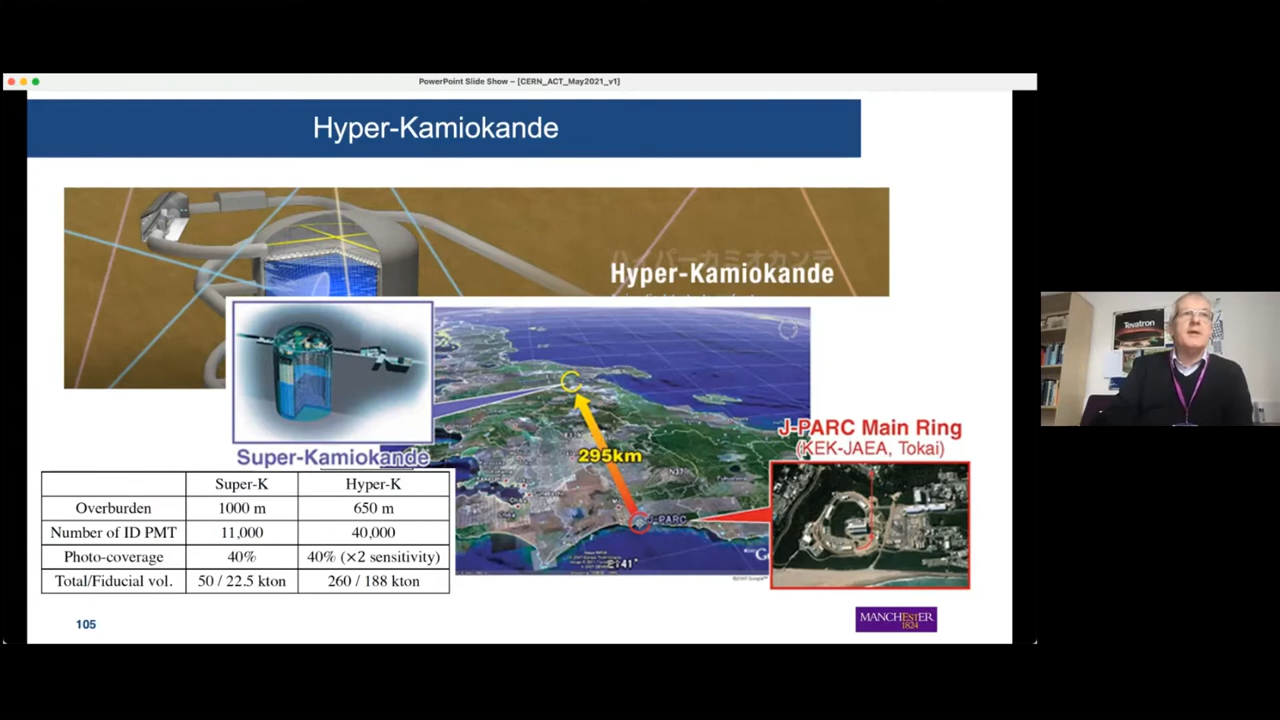 PowerPoint Slide Show – [CERN_ACT_May2021_v1]
Hyper-Kamiokande
ハイパーカミオカンデ
Hyper-Kamiokande
Super-Kamiokande
295km
J-PARC
J-PARC Main Ring
(KEK-JAEA, Tokai)
Super-K Hyper-K
Overburden 1000 m 650 m
Number of ID PMT 11,000 40,000
Photo-coverage 40% 40% (×2 sensitivity)
Total/Fiducial vol. 50 / 22.5 kton 260 / 188 kton
105
MANCHESTER
1824
Tevatron